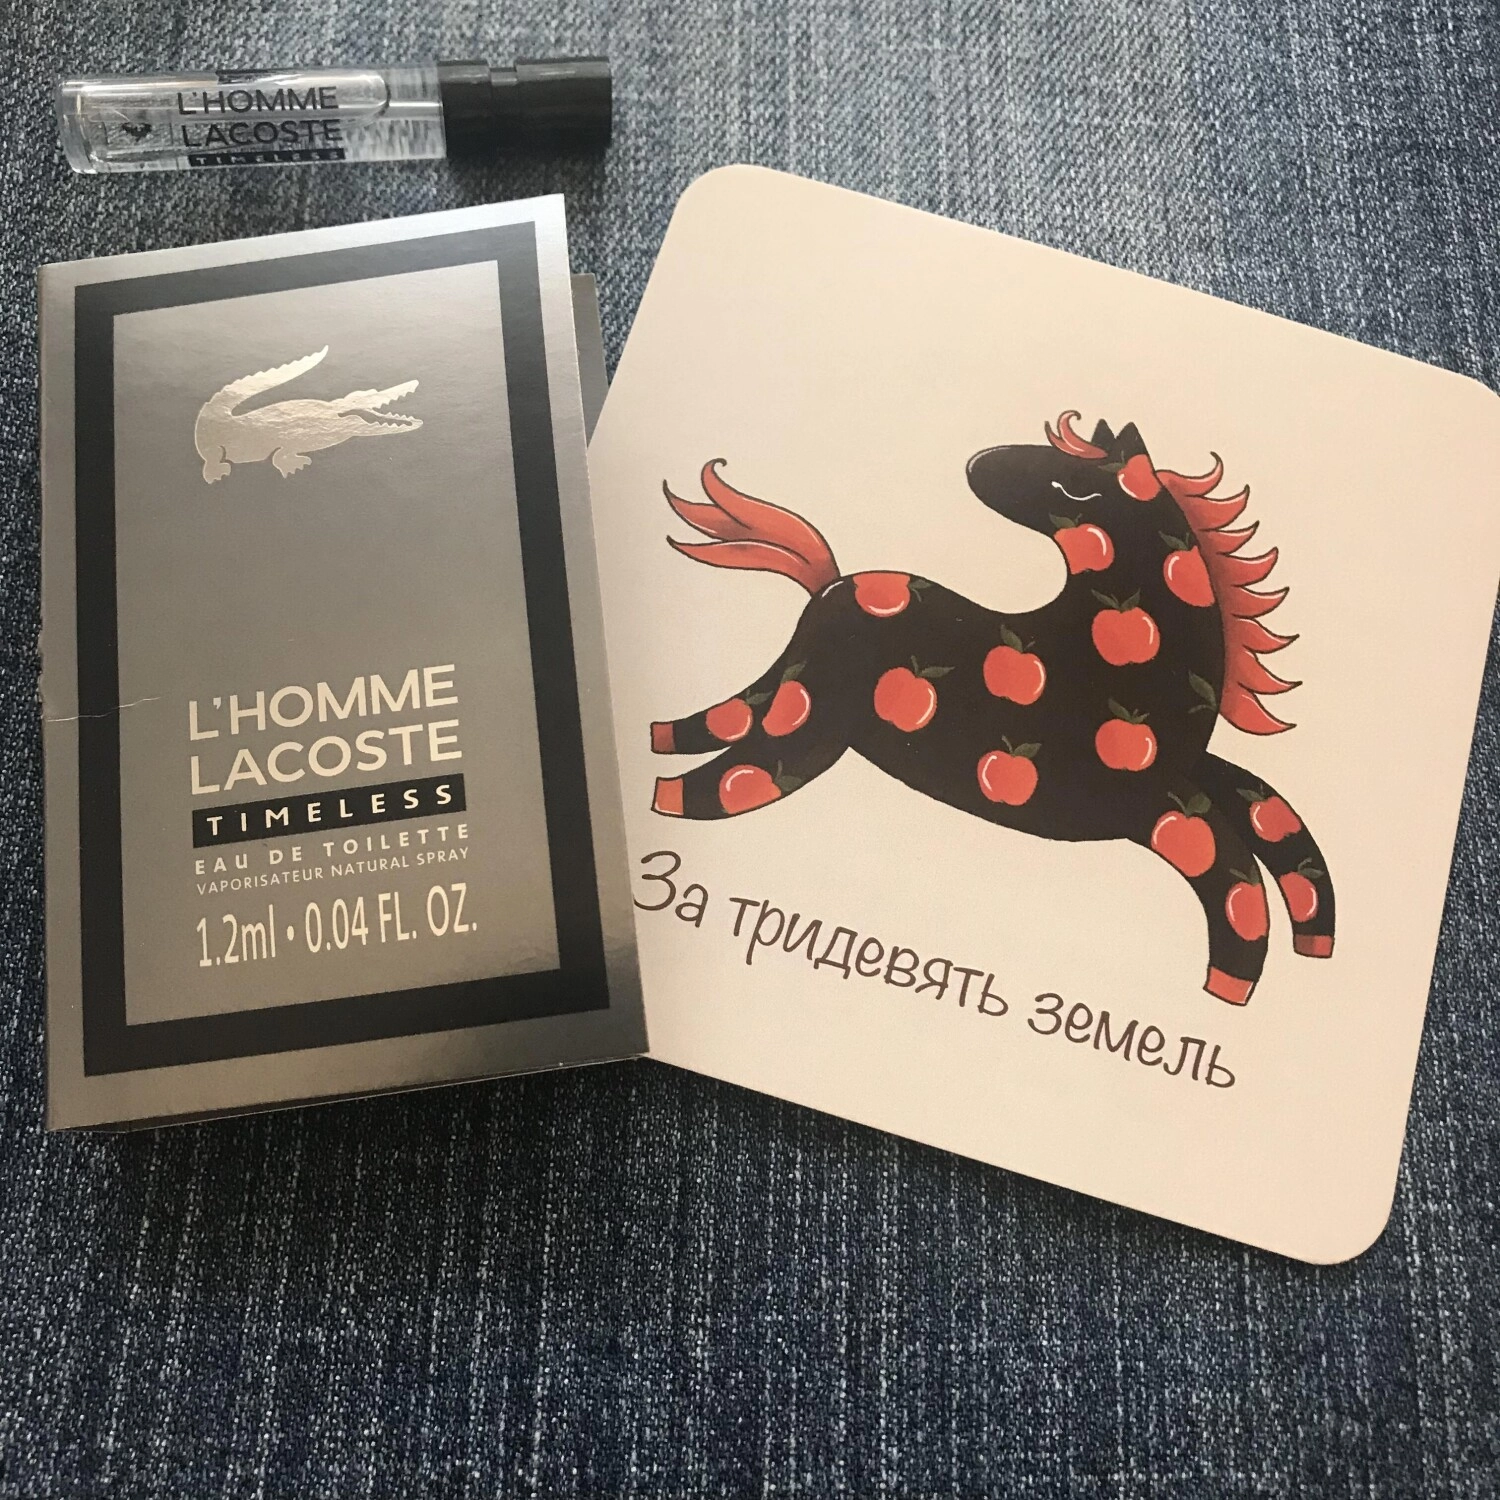 L'HOMME
LACOSTE
TIMELESS
L'HOMME
LACOSTE
TIMELESS
EAU DE TOILETTE
VAPORISATEUR NATURAL SPRAY
1.2ml • 0.04 FL. OZ.
За тридевять земель